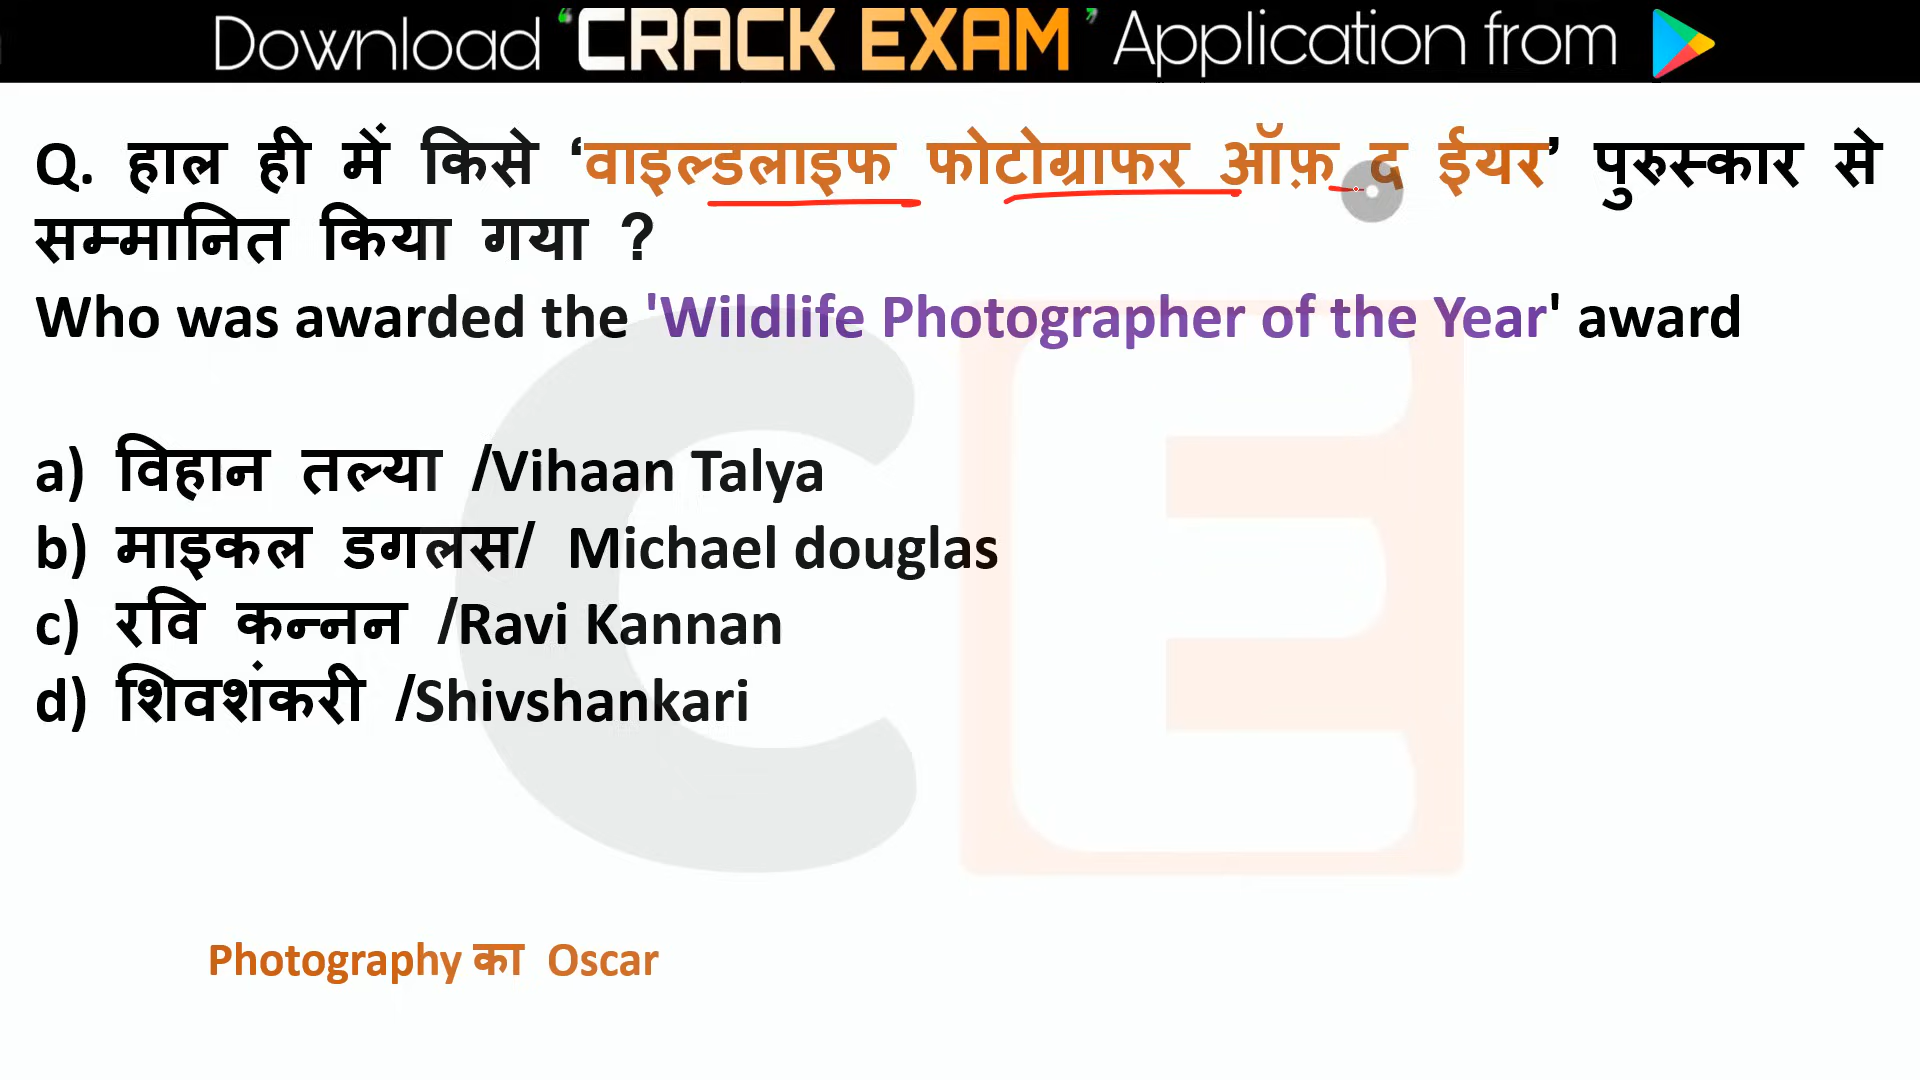 Download ‘CRACK EXAM’ Application from
Q. हाल ही में किसे ‘वाइल्डलाइफ फोटोग्राफर ऑफ़ द ईयर’ पुरुस्कार से
सम्मानित किया गया ?
Who was awarded the 'Wildlife Photographer of the Year' award
a) विहान तल्या /Vihaan Talya
b) माइकल डगलस/ Michael douglas
c) रवि कन्नन /Ravi Kannan
d) शिवशंकरी /Shivshankari
CE
Photography का Oscar